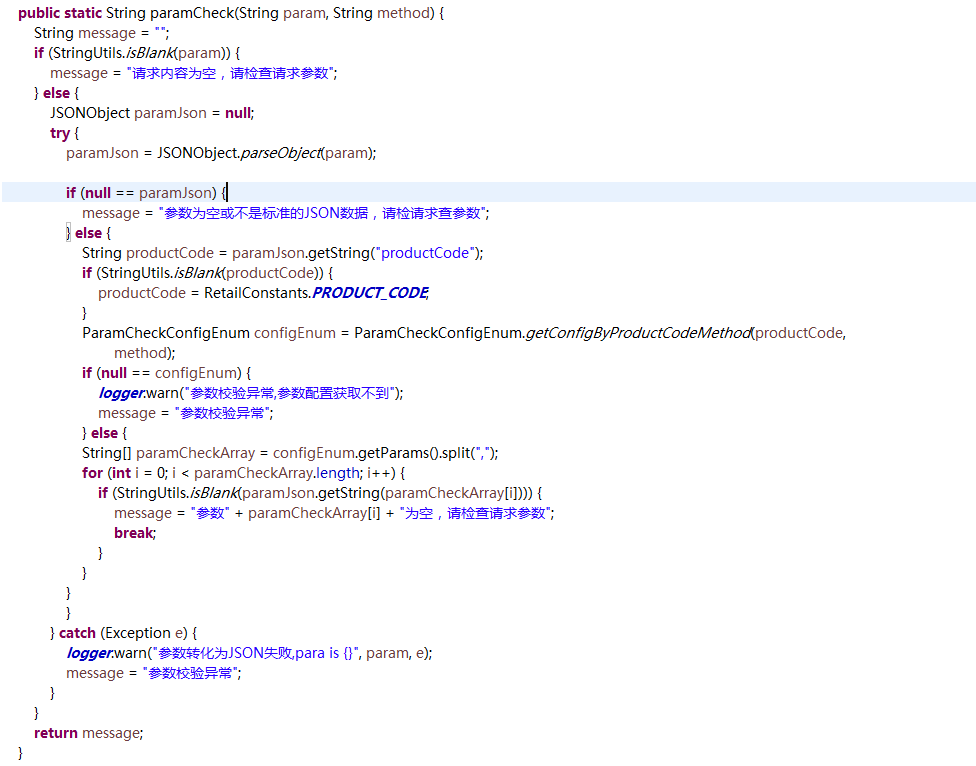 public static String paramCheck(String param, String method) {
String message = "";
if (StringUtils.isBlank(param)) {
message = "请求内容为空，请检查请求参数";
} else {
JSONObject paramJson = null;
try {
paramJson = JSONObject.parseObject(param);
if (null == paramJson) {
message = "参数为空或不是标准的JSON数据，请检请求查参数";
} else {
String productCode = paramJson.getString("productCode");
if (StringUtils.isBlank(productCode)) {
productCode = RetailConstants.PRODUCT_CODE;
}
ParamCheckConfigEnum configEnum = ParamCheckConfigEnum.getConfigByProductCodeMethod(productCode,
method);
if (null == configEnum) {
logger.warn("参数校验异常,参数配置获取不到");
message = "参数校验异常";
} else {
String[] paramCheckArray = configEnum.getParams().split(",");
for (int i = 0; i < paramCheckArray.length; i++) {
if (StringUtils.isBlank(paramJson.getString(paramCheckArray[i]))) {
message = "参数" + paramCheckArray[i] + "为空，请检查请求参数";
break;
}
}
}
}
} catch (Exception e) {
logger.warn("参数转化为JSON失败,para is {}", param, e);
message = "参数校验异常";
}
}
return message;
}